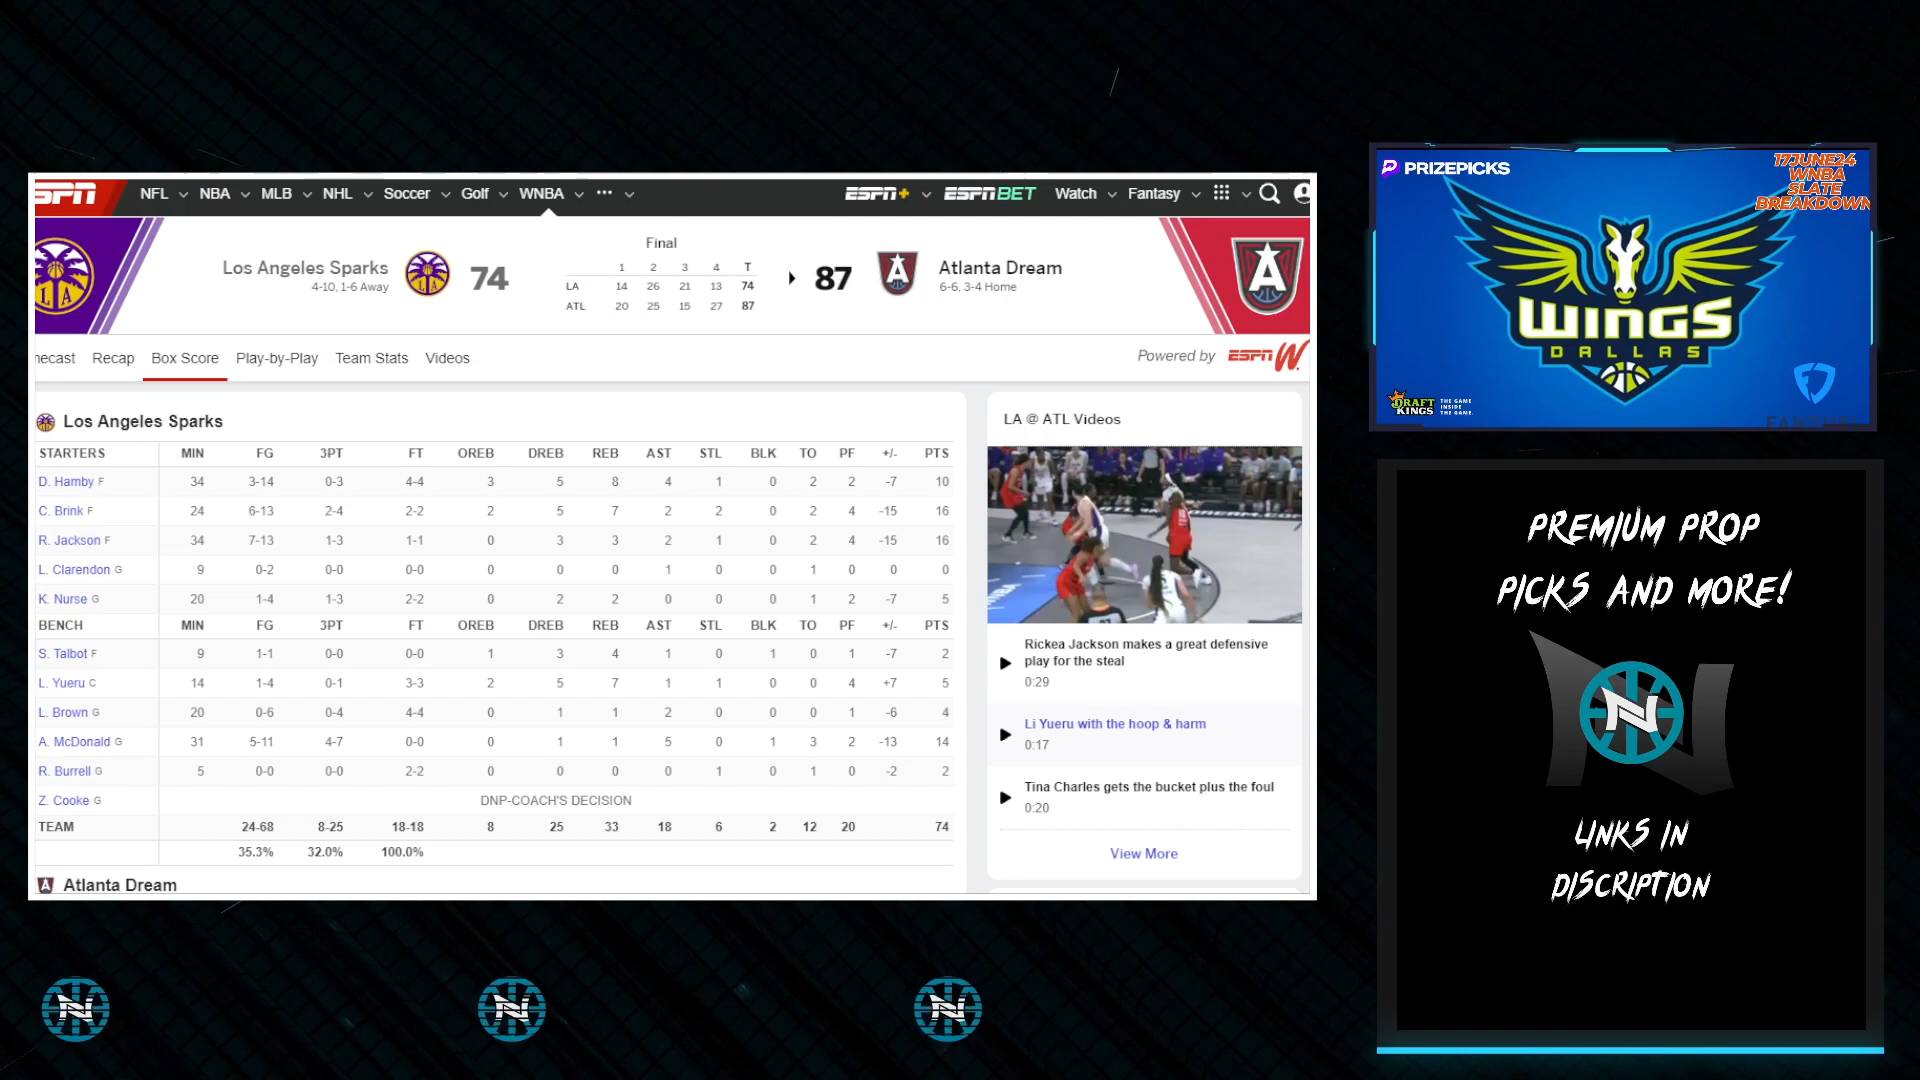 ESPN NFL NBA MLB NHL Soccer Golf WNBA ••• ESPN+ ESPN BET Watch Fantasy
Los Angeles Sparks
4-10, 1-6 Away
LA
74
Final
1 2 3 4 T
LA 14 26 21 13 74
ATL 20 25 15 27 87
87
A
Atlanta Dream
6-6, 3-4 Home
A
necast Recap Box Score Play-by-Play Team Stats Videos
Powered by ESPN W
Los Angeles Sparks
STARTERS MIN FG 3PT FT OREB DREB REB AST STL BLK TO PF +/- PTS
D. Hamby F 34 3-14 0-3 4-4 3 5 8 4 1 0 2 2 -7 10
C. Brink F 24 6-13 2-4 2-2 2 5 7 2 2 0 2 4 -15 16
R. Jackson F 34 7-13 1-3 1-1 0 3 3 2 1 0 2 4 -15 16
L. Clarendon G 9 0-2 0-0 0-0 0 0 0 1 0 0 1 0 0 0
K. Nurse G 20 1-4 1-3 2-2 0 2 2 0 0 0 1 2 -7 5
BENCH MIN FG 3PT FT OREB DREB REB AST STL BLK TO PF +/- PTS
S. Talbot F 9 1-1 0-0 0-0 1 3 4 1 0 1 0 1 -7 2
L. Yueru C 14 1-4 0-1 3-3 2 5 7 1 1 0 0 4 +7 5
L. Brown G 20 0-6 0-4 4-4 0 1 1 2 0 0 0 1 -6 4
A. McDonald G 31 5-11 4-7 0-0 0 1 1 5 0 1 3 2 -13 14
R. Burrell G 5 0-0 0-0 2-2 0 0 0 0 1 0 1 0 -2 2
Z. Cooke G DNP-COACH'S DECISION
TEAM 24-68 8-25 18-18 8 25 33 18 6 2 12 20 74
35.3% 32.0% 100.0%
Atlanta Dream
LA @ ATL Videos
Rickea Jackson makes a great defensive
play for the steal
0:29
Li Yueru with the hoop & harm
0:17
Tina Charles gets the bucket plus the foul
0:20
View More
PRIZEPICKS
17JUNE24
WNBA
SLATE
BREAKDOWN
WINGS
DALLAS
DRAFT
KINGS
THE GAME
INSIDE
THE GAME.
FANDUEL
PREMIUM PROP
PICKS AND MORE!
N
LINKS IN
DISCRIPTION
N
N
N